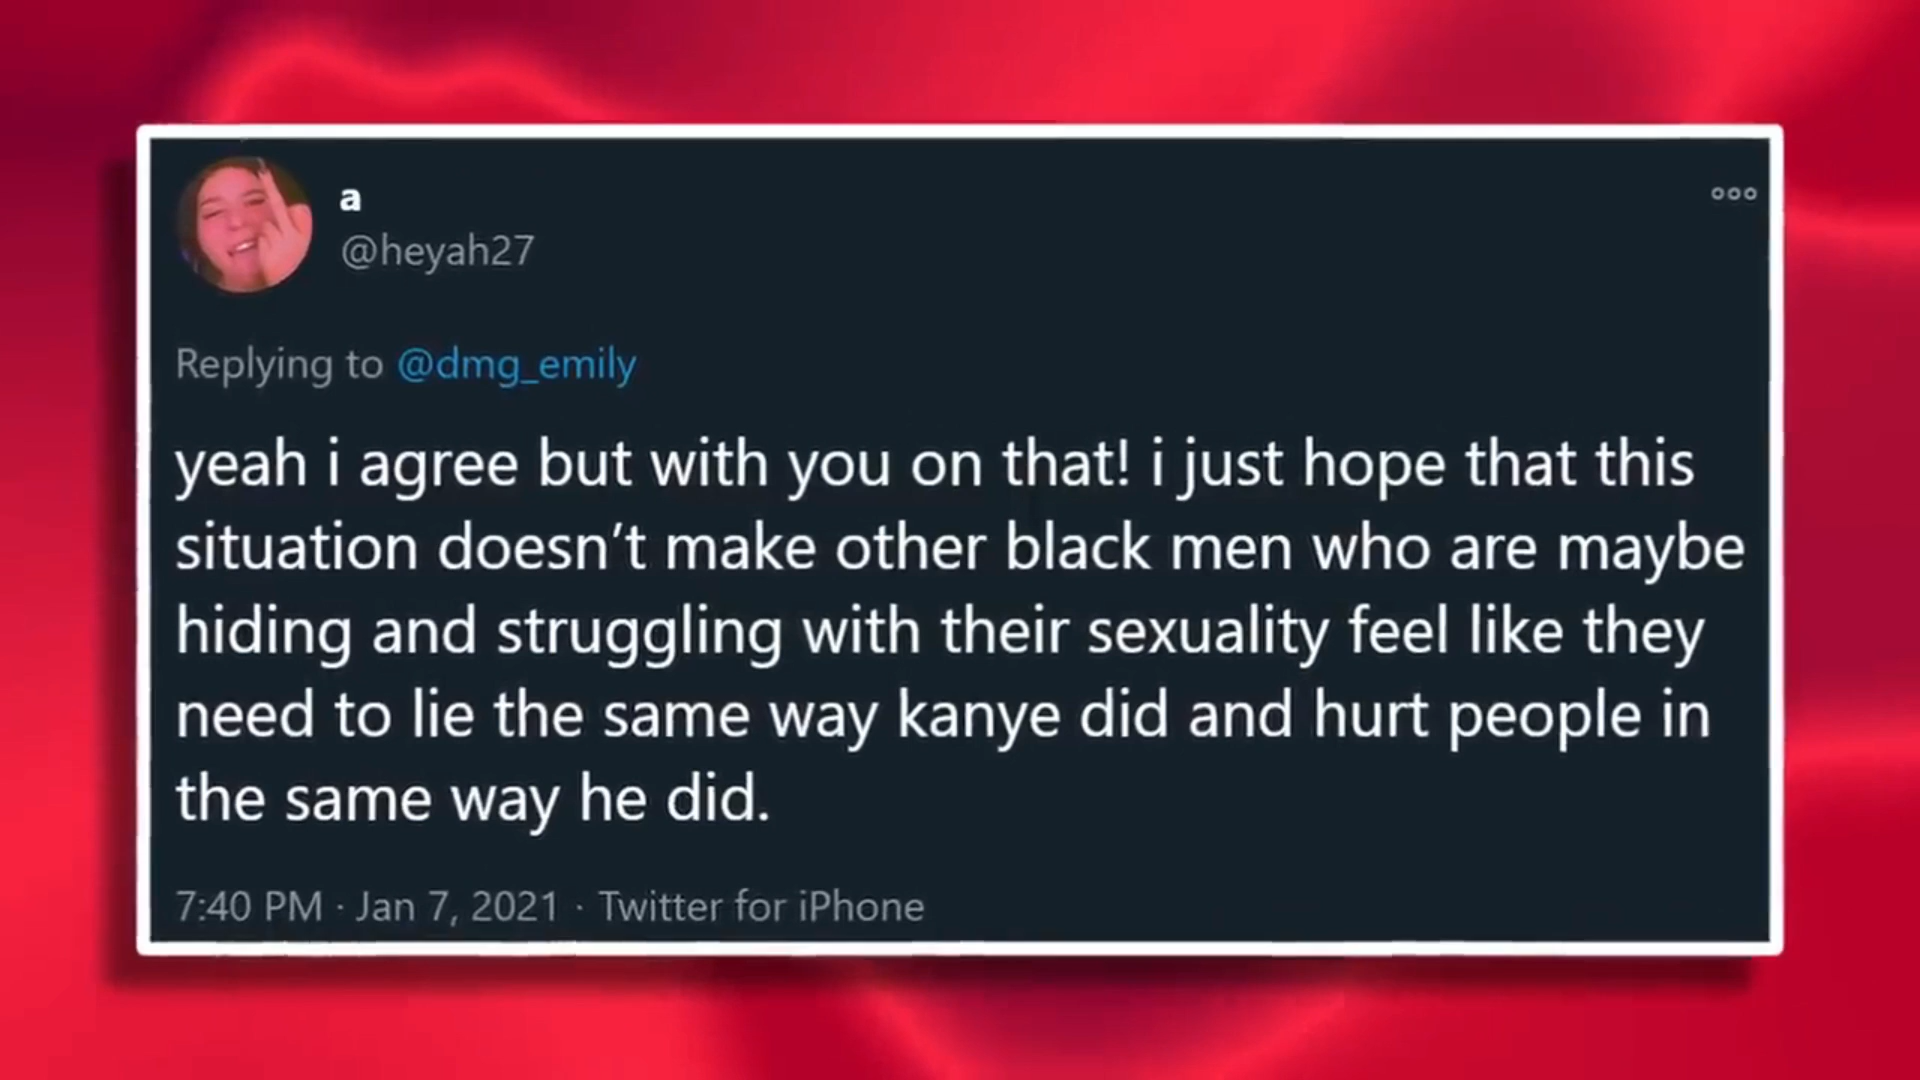 a
@heyah27
Replying to @dmg_emily
yeah i agree but with you on that! i just hope that this
situation doesn’t make other black men who are maybe
hiding and struggling with their sexuality feel like they
need to lie the same way kanye did and hurt people in
the same way he did.
7:40 PM · Jan 7, 2021 · Twitter for iPhone